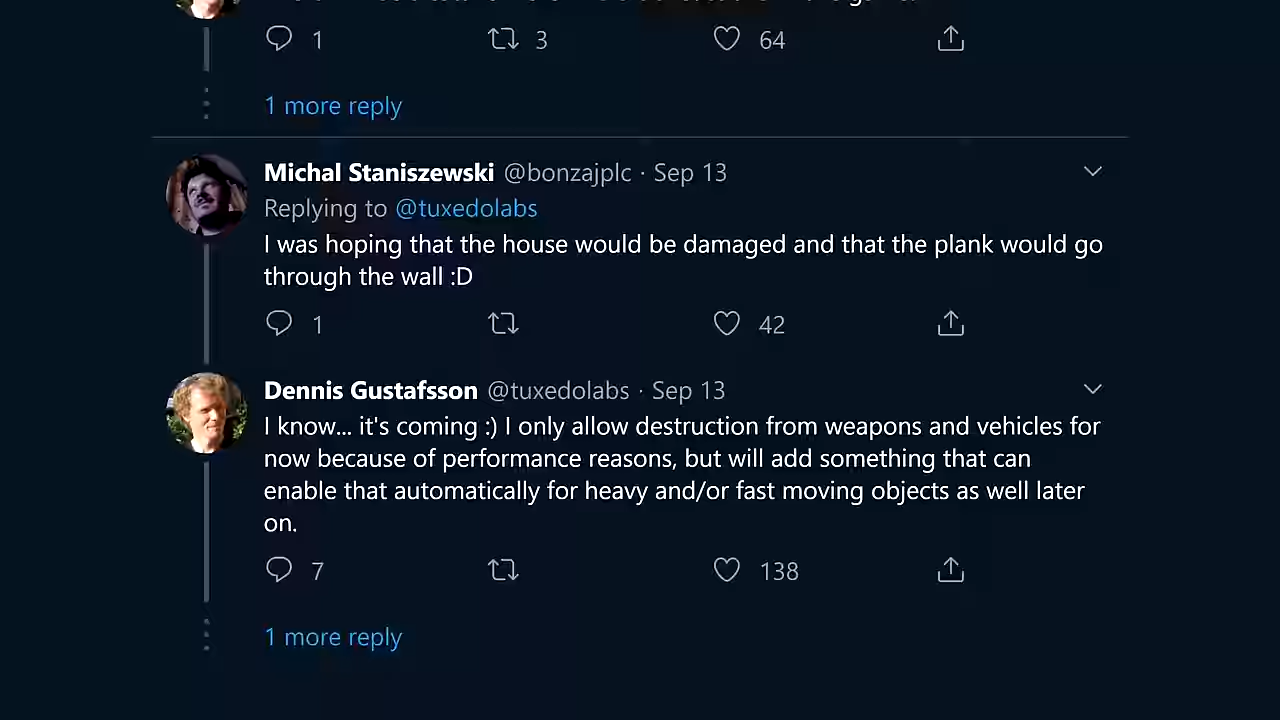 1 3 64
1 more reply
Michal Staniszewski @bonzajplc · Sep 13
Replying to @tuxedolabs
I was hoping that the house would be damaged and that the plank would go
through the wall :D
1 42
Dennis Gustafsson @tuxedolabs · Sep 13
I know... it's coming :) I only allow destruction from weapons and vehicles for
now because of performance reasons, but will add something that can
enable that automatically for heavy and/or fast moving objects as well later
on.
7 138
1 more reply